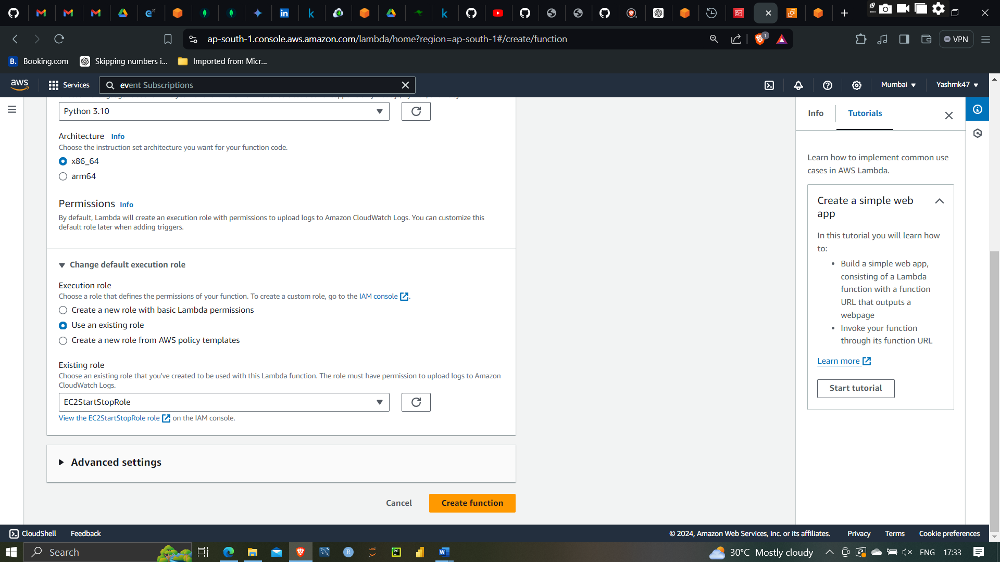 ap-south-1.console.aws.amazon.com/lambda/home?region=ap-south-1#/create/function
1
VPN
B. Booking.com
Skipping numbers i...
Imported from Micr...
aws
Services
event Subscriptions
Mumbai
Yashmk47
Python 3.10
Architecture Info
Choose the instruction set architecture you want for your function code.
x86_64
arm64
Permissions Info
By default, Lambda will create an execution role with permissions to upload logs to Amazon CloudWatch Logs. You can customize this
default role later when adding triggers.
Change default execution role
Execution role
Choose a role that defines the permissions of your function. To create a custom role, go to the IAM console.
Create a new role with basic Lambda permissions
Use an existing role
Create a new role from AWS policy templates
Existing role
Choose an existing role that you've created to be used with this Lambda function. The role must have permission to upload logs to Amazon
CloudWatch Logs.
EC2StartStopRole
View the EC2StartStopRole role on the IAM console.
Advanced settings
Cancel
Create function
Info
Tutorials
Learn how to implement common use
cases in AWS Lambda.
Create a simple web
app
In this tutorial you will learn how
to:
• Build a simple web app,
consisting of a Lambda
function with a function
URL that outputs a
webpage
• Invoke your function
through its function URL
Learn more
Start tutorial
CloudShell
Feedback
© 2024, Amazon Web Services, Inc. or its affiliates.
Privacy
Terms
Cookie preferences
Search
30°C Mostly cloudy
ENG
17:33